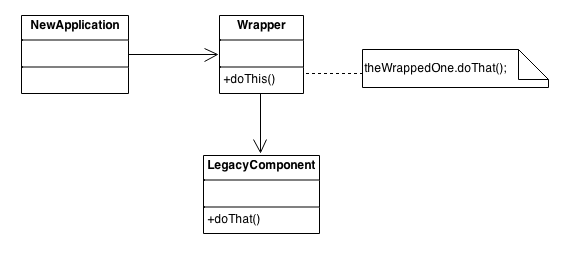 NewApplication
Wrapper
+doThis()
theWrappedOne.doThat();
LegacyComponent
+doThat()